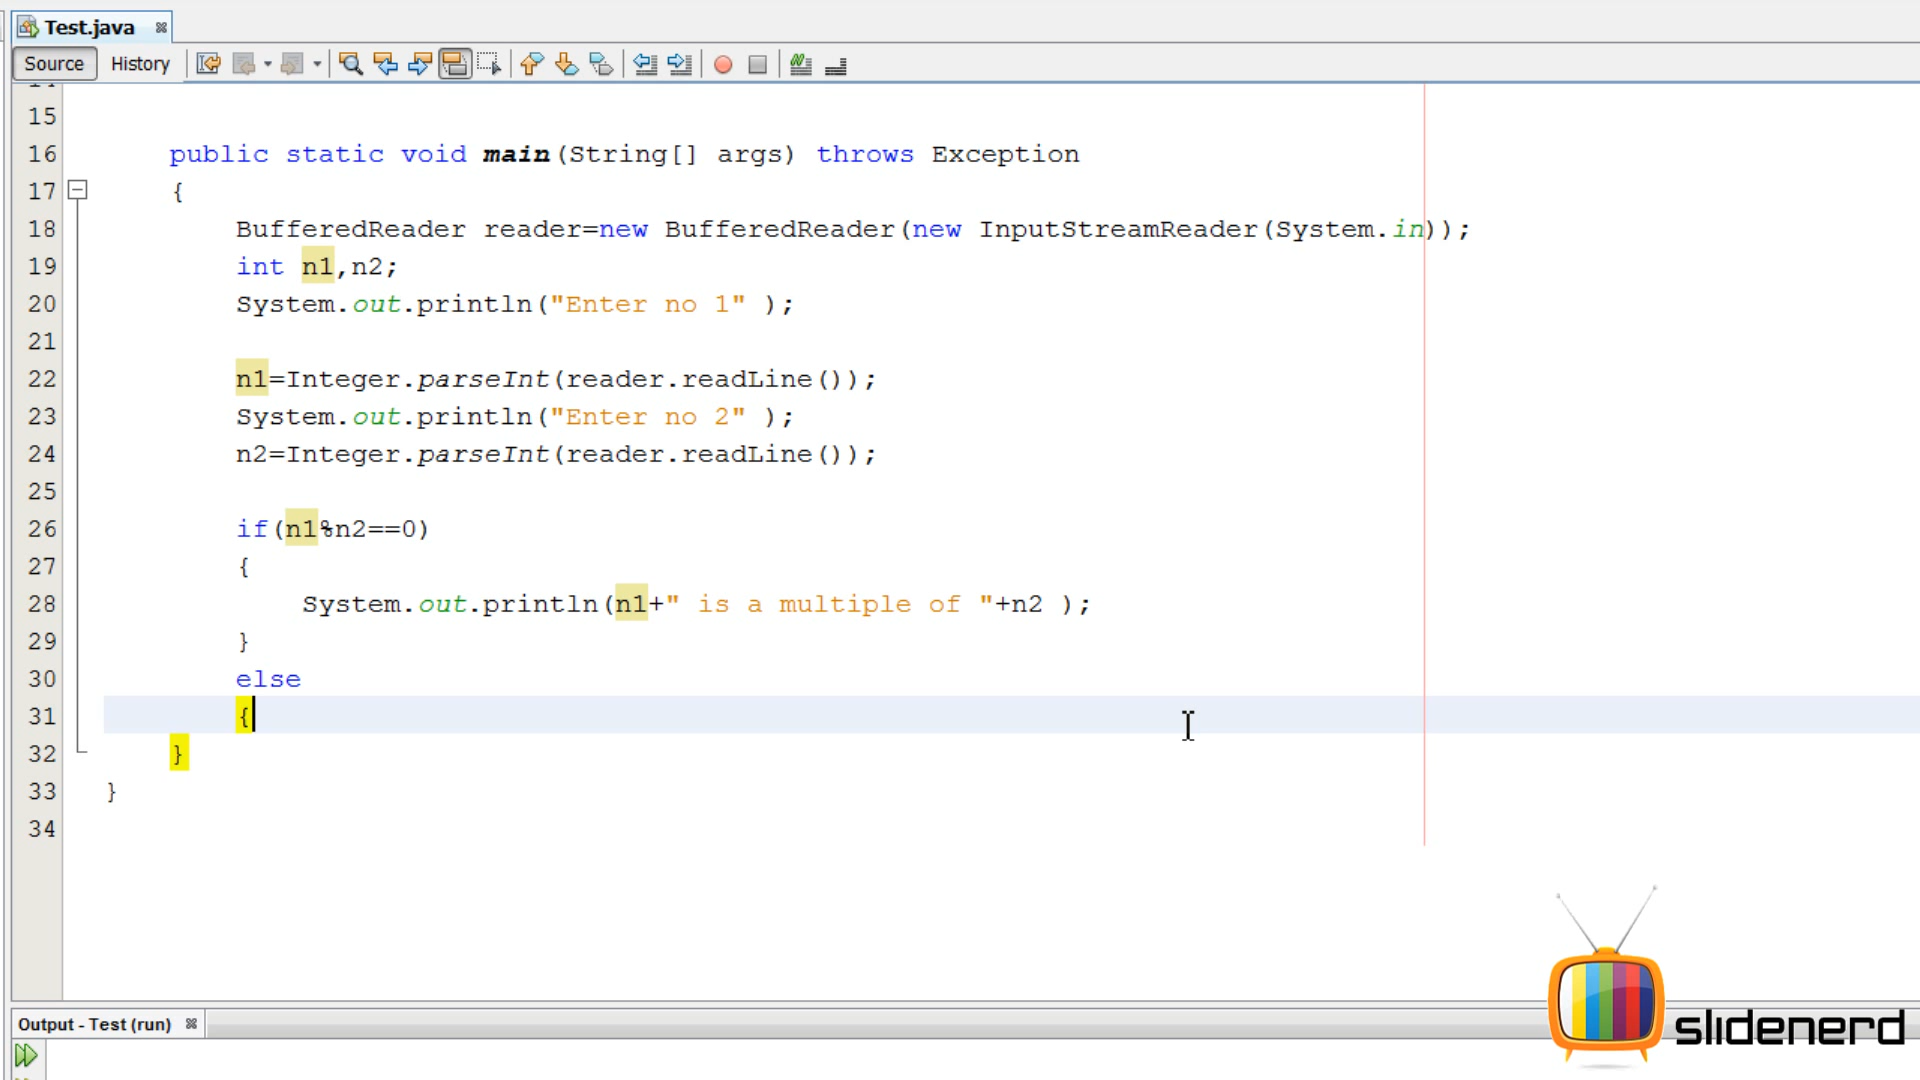 Test.java
Source History
15
16 public static void main(String[] args) throws Exception
17 {
18 BufferedReader reader=new BufferedReader(new InputStreamReader(System.in));
19 int n1,n2;
20 System.out.println("Enter no 1" );
21
22 n1=Integer.parseInt(reader.readLine());
23 System.out.println("Enter no 2" );
24 n2=Integer.parseInt(reader.readLine());
25
26 if(n1%n2==0)
27 {
28 System.out.println(n1+" is a multiple of "+n2 );
29 }
30 else
31 {
32 }
33 }
34
Output - Test (run)
slidenerd